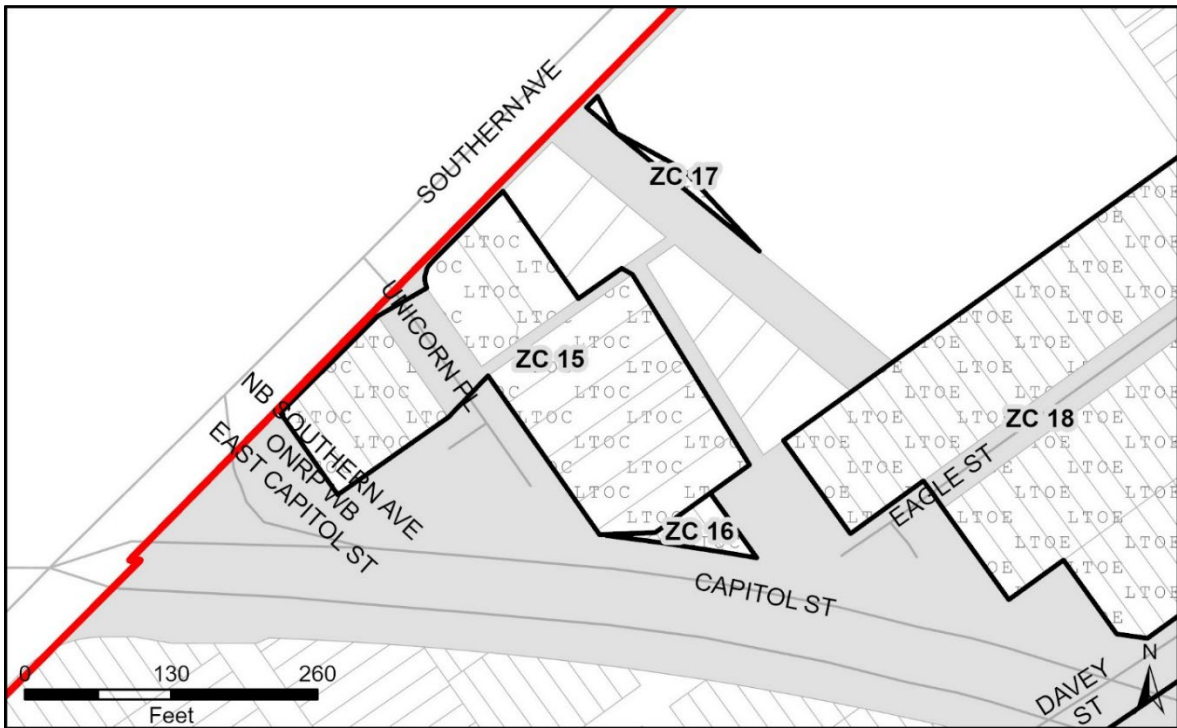 SOUTHERN AVE
ZC 17
UNICORN PL
ZC 15
NB SOUTHERN AVE
ONRP WB
EAST CAPITOL ST
ZC 18
EAGLE ST
ZC 16
CAPITOL ST
DAVEY
ST
N
0 130 260
Feet
LTOC
LTOE